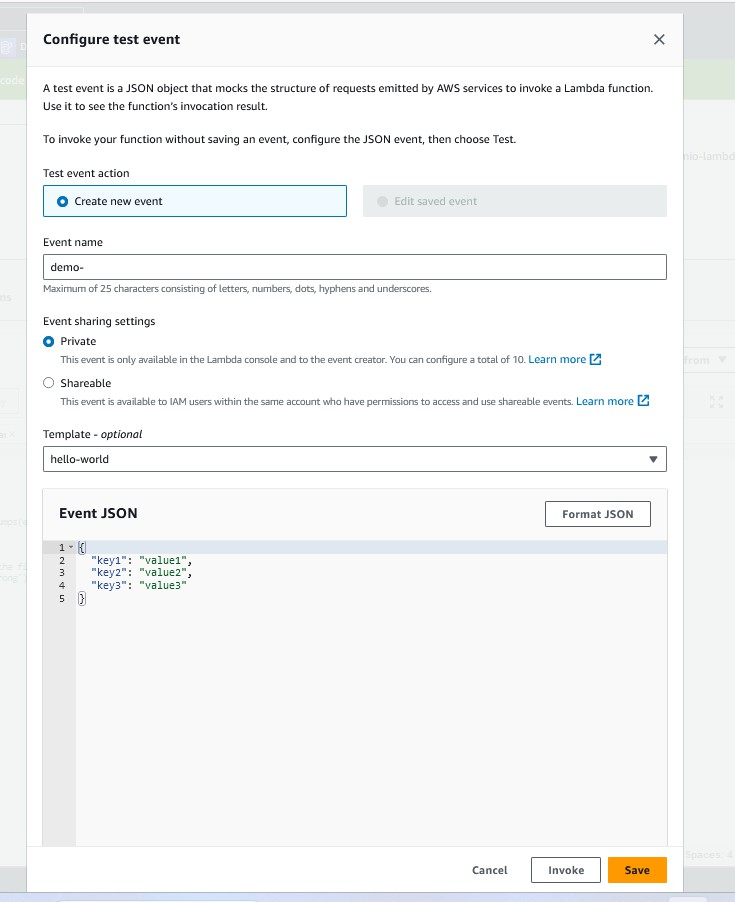 Configure test event
A test event is a JSON object that mocks the structure of requests emitted by AWS services to invoke a Lambda function.
Use it to see the function's invocation result.
To invoke your function without saving an event, configure the JSON event, then choose Test.
Test event action
Create new event
Edit saved event
Event name
demo-
Maximum of 25 characters consisting of letters, numbers, dots, hyphens and underscores.
Event sharing settings
Private
This event is only available in the Lambda console and to the event creator. You can configure a total of 10. Learn more
Shareable
This event is available to IAM users within the same account who have permissions to access and use shareable events. Learn more
Template - optional
hello-world
Event JSON
Format JSON
1 {
2 "key1": "value1",
3 "key2": "value2",
4 "key3": "value3"
5 }
Cancel
Invoke
Save